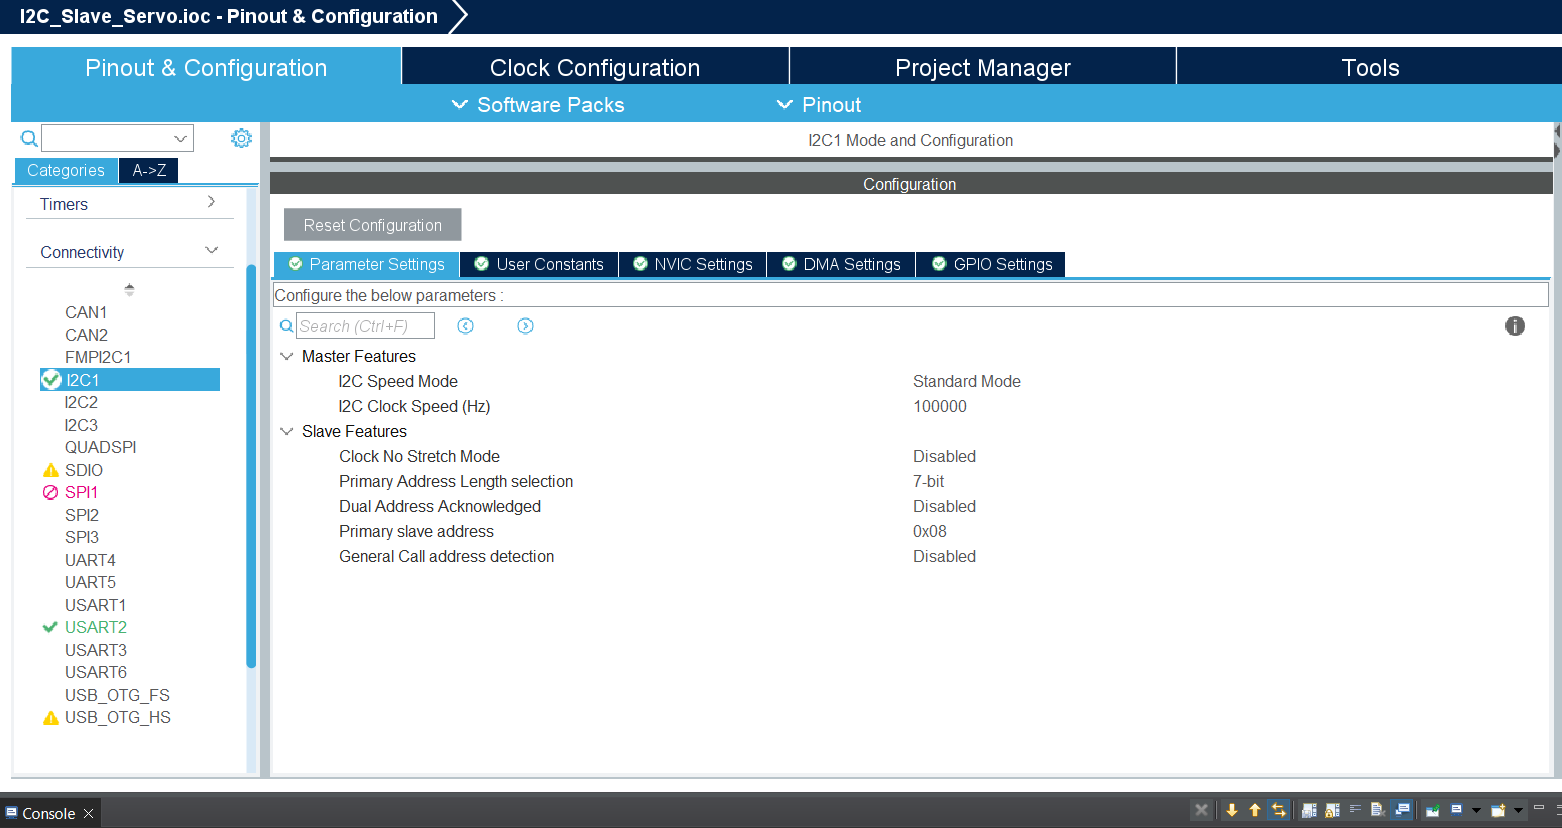 I2C_Slave_Servo.ioc - Pinout & Configuration
Pinout & Configuration
Clock Configuration
Project Manager
Tools
Software Packs
Pinout
Categories
A->Z
Timers
Connectivity
CAN1
CAN2
FMPI2C1
I2C1
I2C2
I2C3
QUADSPI
SDIO
SPI1
SPI2
SPI3
UART4
UART5
USART1
USART2
USART3
USART6
USB_OTG_FS
USB_OTG_HS
I2C1 Mode and Configuration
Configuration
Reset Configuration
Parameter Settings
User Constants
NVIC Settings
DMA Settings
GPIO Settings
Configure the below parameters :
Search (Ctrl+F)
Master Features
I2C Speed Mode Standard Mode
I2C Clock Speed (Hz) 100000
Slave Features
Clock No Stretch Mode Disabled
Primary Address Length selection 7-bit
Dual Address Acknowledged Disabled
Primary slave address 0x08
General Call address detection Disabled
Console